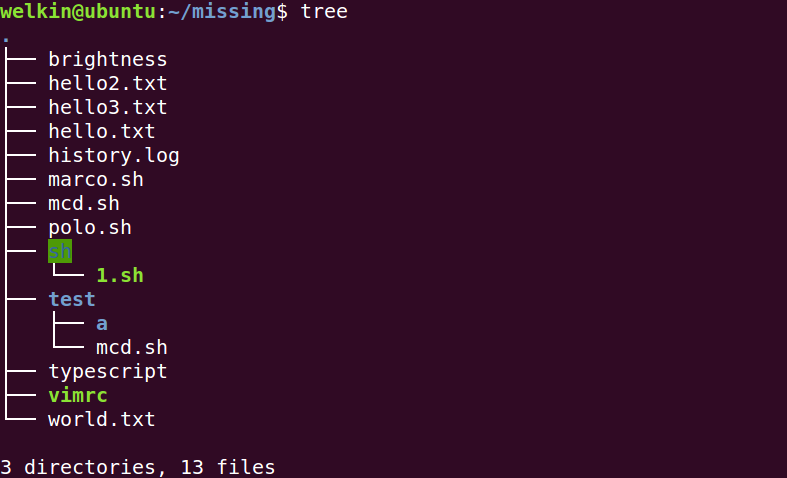 welkin@ubuntu:~/missing$ tree
.
├── brightness
├── hello2.txt
├── hello3.txt
├── hello.txt
├── history.log
├── marco.sh
├── mcd.sh
├── polo.sh
├── sh
│   └── 1.sh
├── test
│   ├── a
│   └── mcd.sh
├── typescript
├── vimrc
└── world.txt

3 directories, 13 files